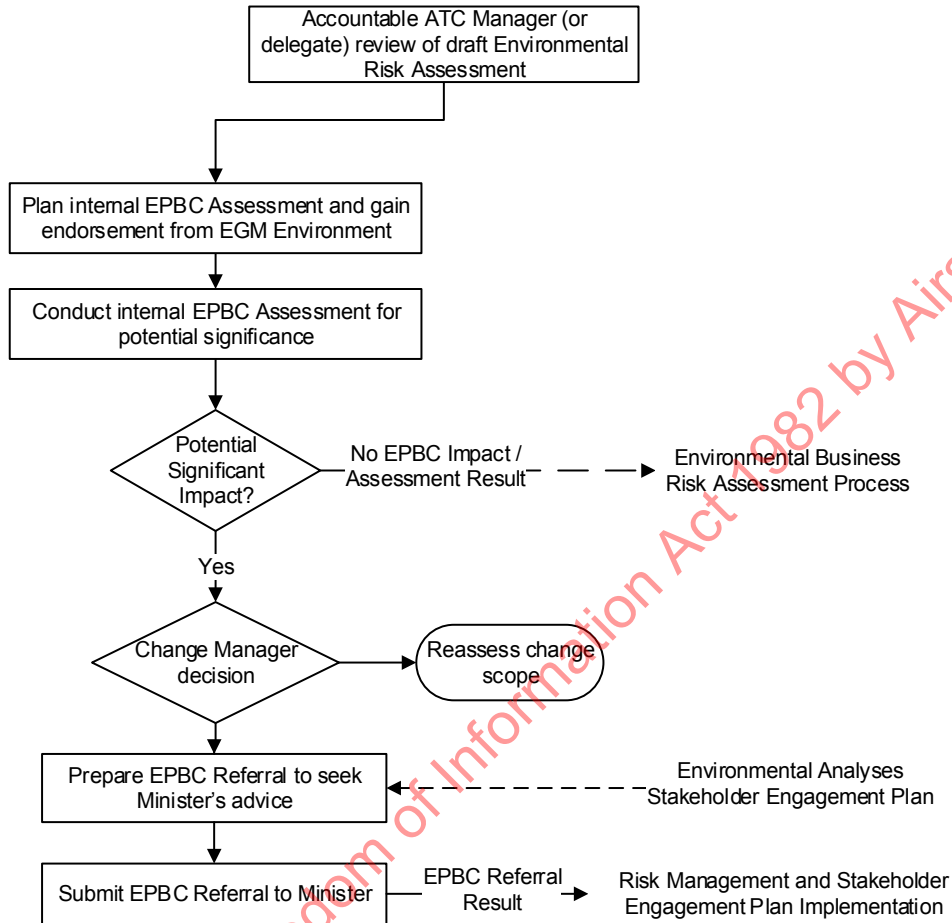 Accountable ATC Manager (or
delegate) review of draft Environmental
Risk Assessment
Plan internal EPBC Assessment and gain
endorsement from EGM Environment
Conduct internal EPBC Assessment for
potential significance
Potential
Significant
Impact?
No EPBC Impact /
Assessment Result
Environmental Business
Risk Assessment Process
Yes
Change Manager
decision
Reassess change
scope
Prepare EPBC Referral to seek
Minister's advice
Environmental Analyses
Stakeholder Engagement Plan
Submit EPBC Referral to Minister
EPBC Referral
Result
Risk Management and Stakeholder
Engagement Plan Implementation
of Information Act 1982 by